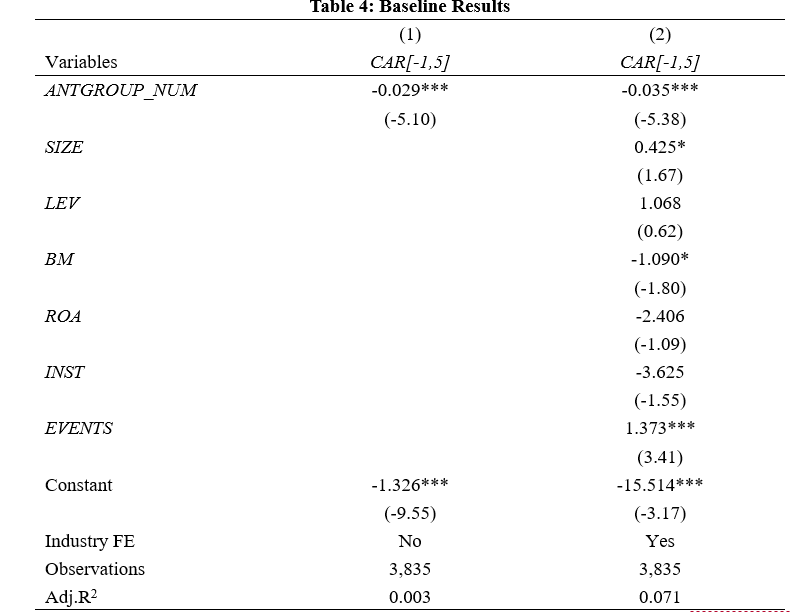 Table 4: Baseline Results
(1) (2)
Variables CAR[-1,5] CAR[-1,5]
ANTGROUP_NUM -0.029*** -0.035***
(-5.10) (-5.38)
SIZE 0.425*
(1.67)
LEV 1.068
(0.62)
BM -1.090*
(-1.80)
ROA -2.406
(-1.09)
INST -3.625
(-1.55)
EVENTS 1.373***
(3.41)
Constant -1.326*** -15.514***
(-9.55) (-3.17)
Industry FE No Yes
Observations 3,835 3,835
Adj.R2 0.003 0.071